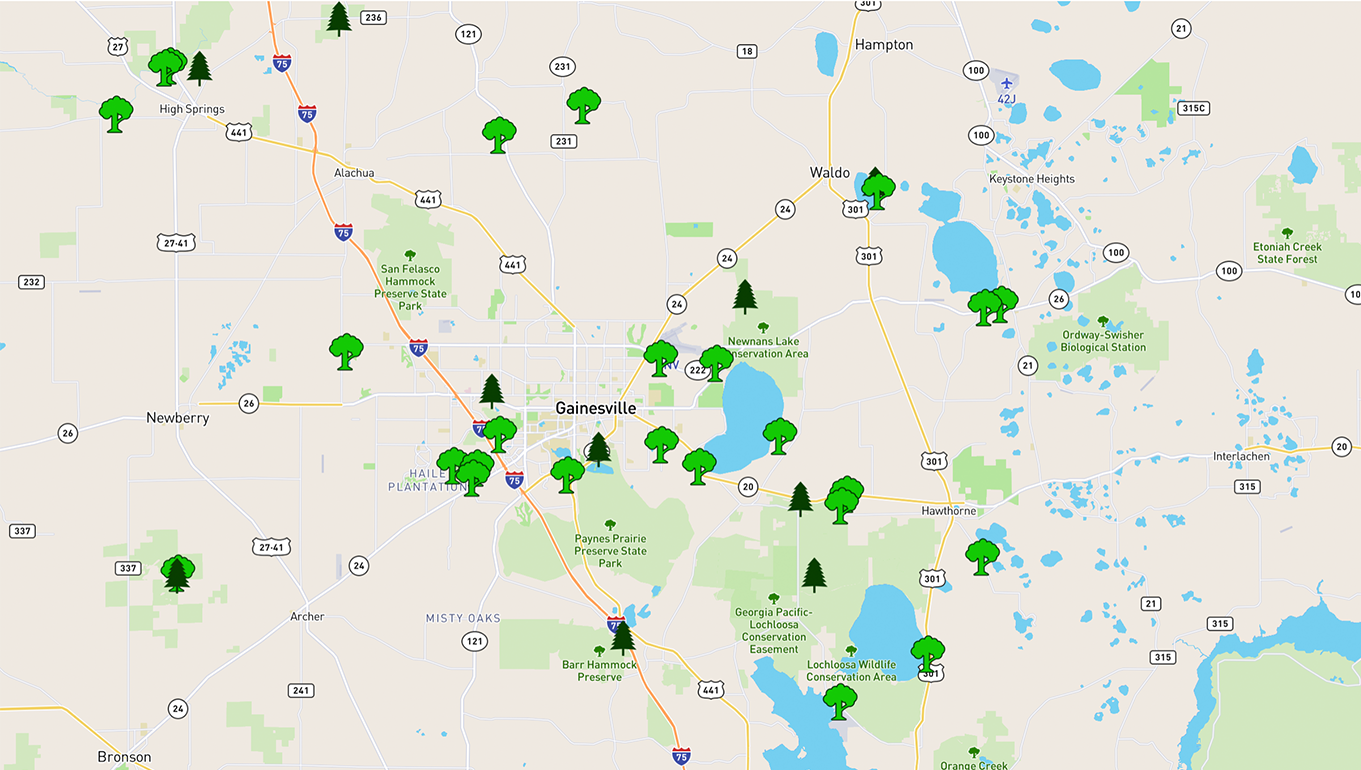 301
236
27
121
21
Hampton
18
75
231
100
42J
315C
High Springs
75
441
100
231
Alachua
Waldo
Keystone Heights
441
24
301
75
27-41
San Felasco
Hammock
Preserve State
Park
441
24
301
100
Etoniah Creek
State Forest
100
232
10
24
26
Newnans Lake
nservation Area
Ordway-Swisher
Biological Station
75
NV
222
21
26
Newberry
Gainesville
26
7
20
Interlachen
301
HAILE
PLANTATION
75
20
315
Hawthorne
337
27-41
Paynes Prairie
Preserve State
Park
337
24
301
21
Archer
MISTY OAKS
Georgia Pacific-
Lochloosa
Conservation
Easement
75
315
121
Barr Hammock
Preserve
Lochloosa Wildlife
Conservation Area
315
301
241
441
24
Bronson
75
Orange Creek